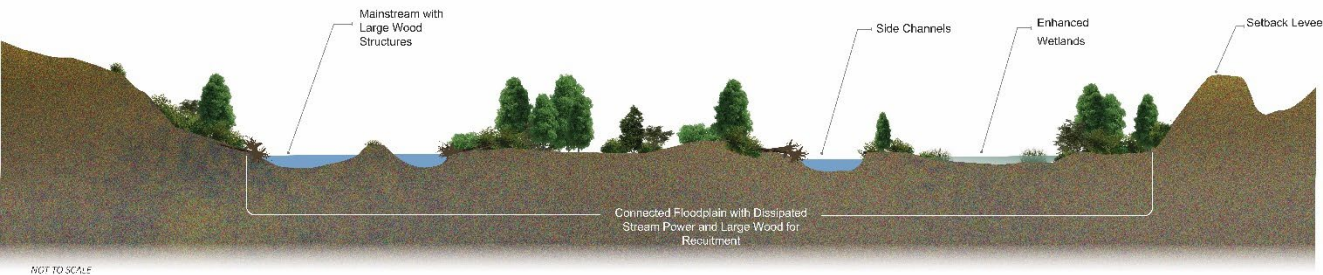 Mainstream with
Large Wood
Structures
Side Channels
Enhanced
Wetlands
Setback Levee
Connected Floodplain with Dissipated
Stream Power and Large Wood for
Recuitment
NOT TO SCALE